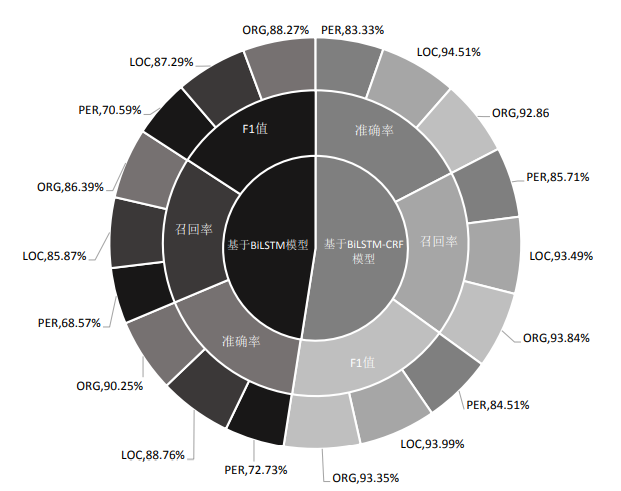 ORG,88.27%
PER,83.33%
LOC,87.29%
LOC,94.51%
PER,70.59%
ORG,92.86
F1值
准确率
ORG,86.39%
PER,85.71%
召回率
召回率
基于BiLSTM模型
基于BiLSTM-CRF
模型
LOC,85.87%
LOC,93.49%
PER,68.57%
ORG,93.84%
准确率
F1值
ORG,90.25%
PER,84.51%
LOC,88.76%
LOC,93.99%
PER,72.73%
ORG,93.35%